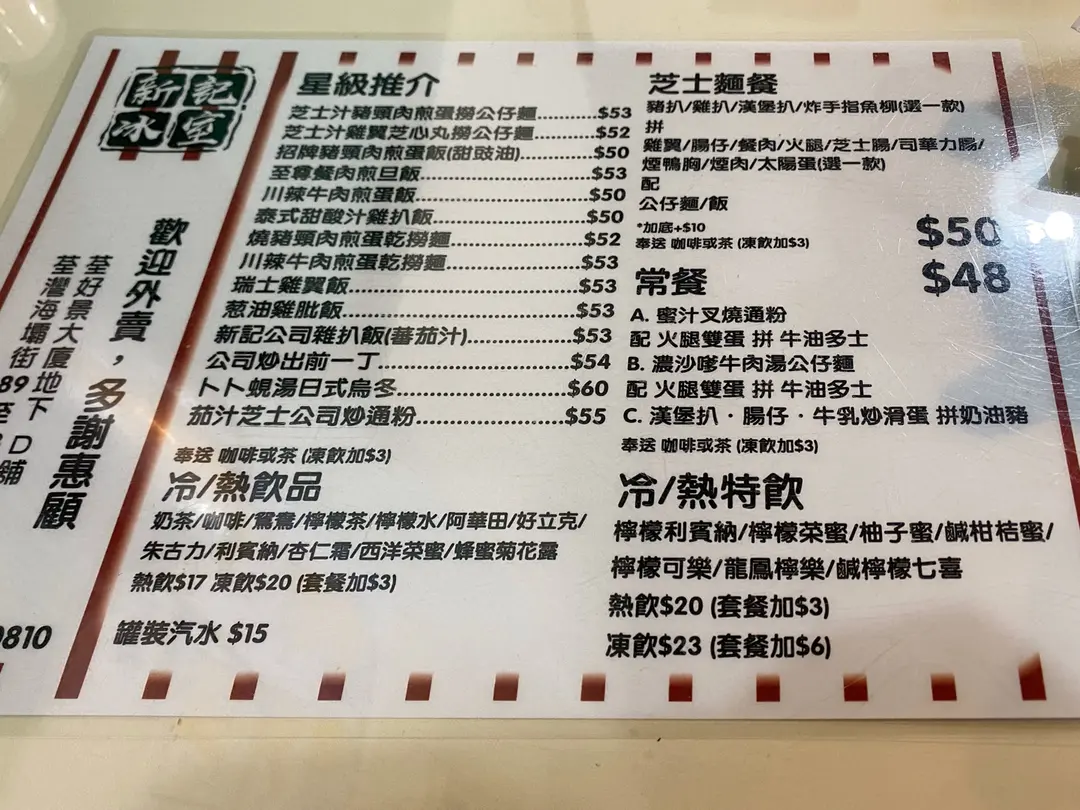 新記
冰室
歡迎外賣,多謝惠顧
荃好景大廈地下
荃灣海壩街
89至
D舖
0810
星級推介
芝士汁豬頸肉煎蛋撈公仔麵..........$53
芝士汁雞翼芝心丸撈公仔麵..........$52
招牌豬頸肉煎蛋飯(甜豉油)..........$50
至尊餐肉煎旦飯..........$53
川辣牛肉煎蛋飯..........$50
泰式甜酸汁雞扒飯..........$50
燒豬頸肉煎蛋乾撈麵..........$52
川辣牛肉煎蛋乾撈麵..........$53
瑞士雞翼飯..........$53
葱油雞肶飯..........$53
新記公司雜扒飯(蕃茄汁)..........$53
公司炒出前一丁..........$54
卜卜蜆湯日式烏冬..........$60
茄汁芝士公司炒通粉..........$55
奉送 咖啡或茶 (凍飲加$3)
冷/熱飲品
奶茶/咖啡/鴛鴦/檸檬茶/檸檬水/阿華田/好立克/
朱古力/利賓納/杏仁霜/西洋菜蜜/蜂蜜菊花露
熱飲$17 凍飲$20 (套餐加$3)
罐裝汽水 $15
芝士麵餐
豬扒/雞扒/漢堡扒/炸手指魚柳(選一款)
拼
雞翼/腸仔/餐肉/火腿/芝士腸/司華力腸/
煙鴨胸/煙肉/太陽蛋(選一款)
配
公仔麵/飯
*加底+$10
奉送 咖啡或茶 (凍飲加$3)
$50
常餐
$48
A. 蜜汁叉燒通粉
配 火腿雙蛋 拼 牛油多士
B. 濃沙嗲牛肉湯公仔麵
配 火腿雙蛋 拼 牛油多士
C. 漢堡扒·腸仔·牛乳炒滑蛋 拼奶油豬
奉送 咖啡或茶 (凍飲加$3)
冷/熱特飲
檸檬利賓納/檸檬菜蜜/柚子蜜/鹹柑桔蜜/
檸檬可樂/龍鳳檸樂/鹹檸檬七喜
熱飲$20 (套餐加$3)
凍飲$23 (套餐加$6)